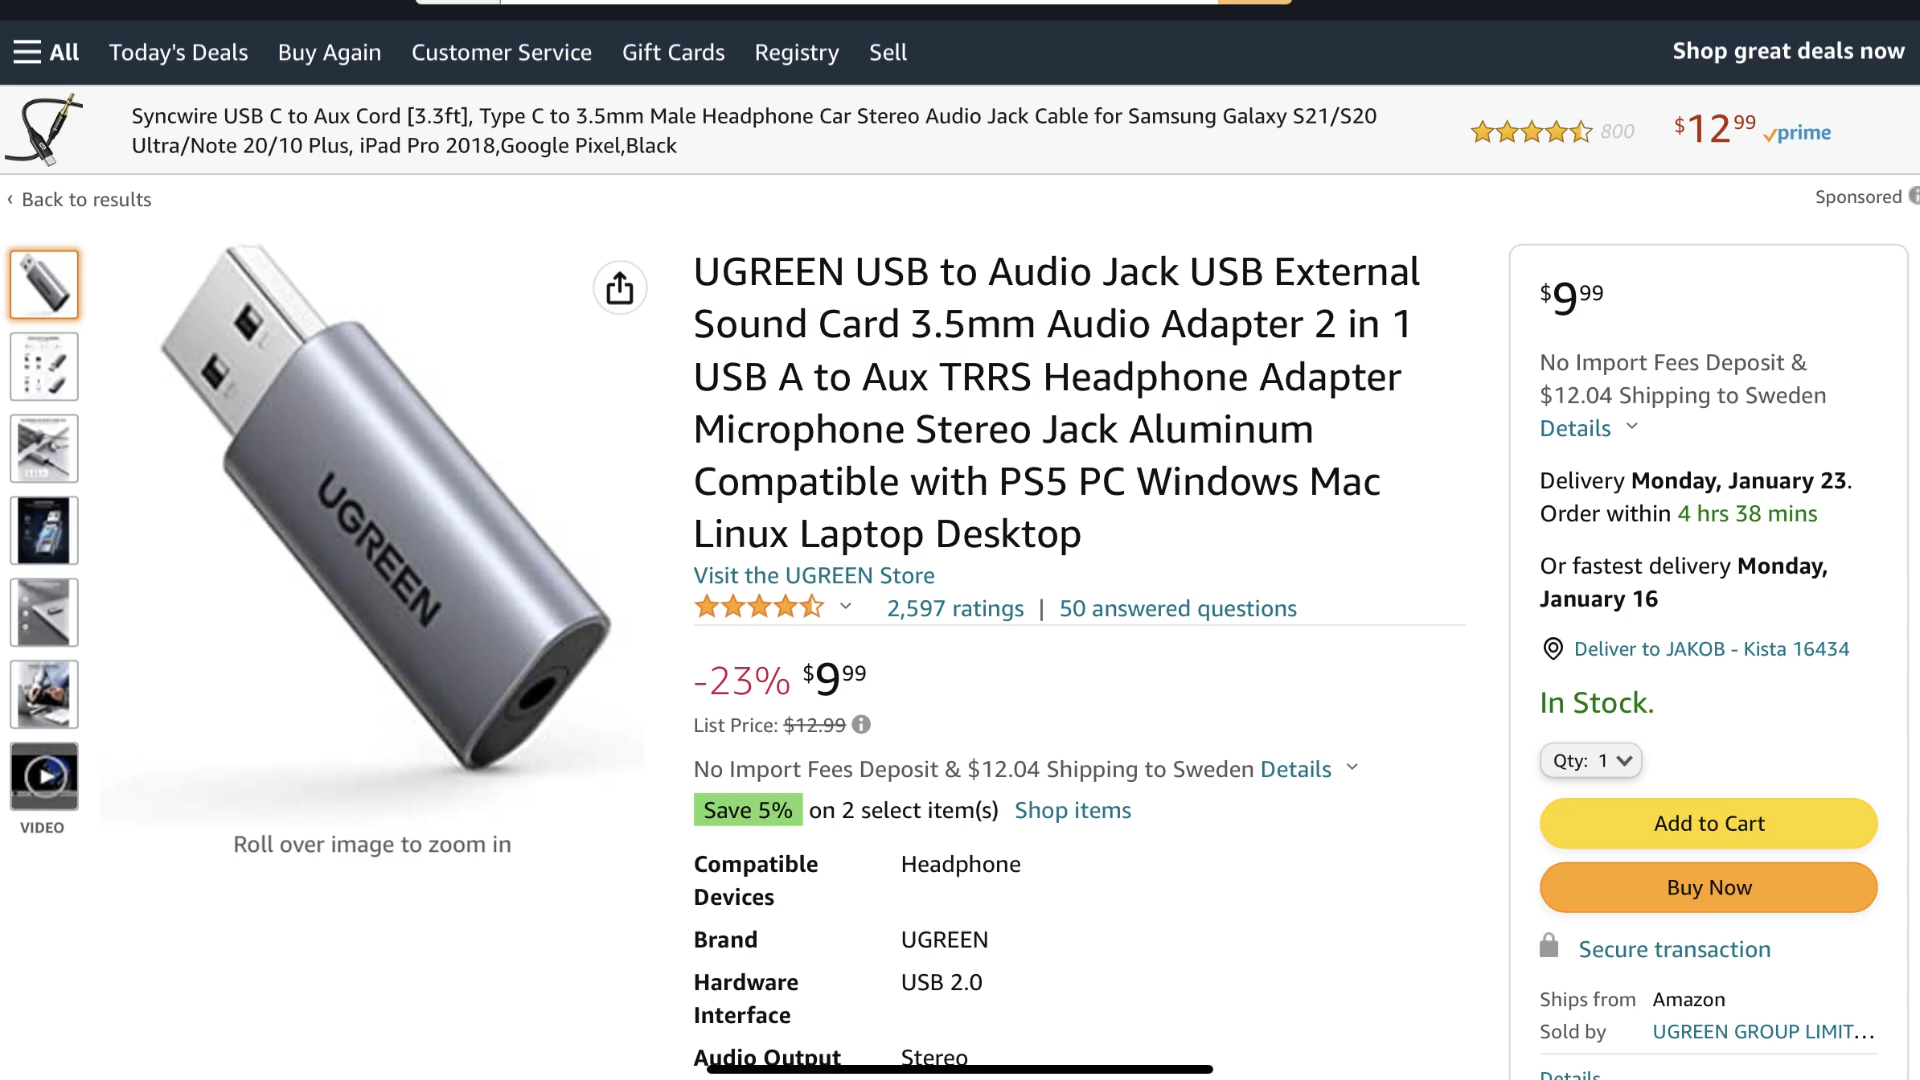 All Today's Deals Buy Again Customer Service Gift Cards Registry Sell Shop great deals now
Syncwire USB C to Aux Cord [3.3ft], Type C to 3.5mm Male Headphone Car Stereo Audio Jack Cable for Samsung Galaxy S21/S20
Ultra/Note 20/10 Plus, iPad Pro 2018,Google Pixel,Black
800 $12 99 prime
‹ Back to results
Sponsored
UGREEN
VIDEO
Roll over image to zoom in
UGREEN USB to Audio Jack USB External
Sound Card 3.5mm Audio Adapter 2 in 1
USB A to Aux TRRS Headphone Adapter
Microphone Stereo Jack Aluminum
Compatible with PS5 PC Windows Mac
Linux Laptop Desktop
Visit the UGREEN Store
2,597 ratings | 50 answered questions
-23% $9 99
List Price: $12.99
No Import Fees Deposit & $12.04 Shipping to Sweden Details
Save 5% on 2 select item(s) Shop items
Compatible Headphone
Devices
Brand UGREEN
Hardware USB 2.0
Interface
Audio Output Stereo
$9 99
No Import Fees Deposit &
$12.04 Shipping to Sweden
Details
Delivery Monday, January 23.
Order within 4 hrs 38 mins
Or fastest delivery Monday,
January 16
Deliver to JAKOB - Kista 16434
In Stock.
Qty: 1
Add to Cart
Buy Now
Secure transaction
Ships from Amazon
Sold by UGREEN GROUP LIMIT...
Details